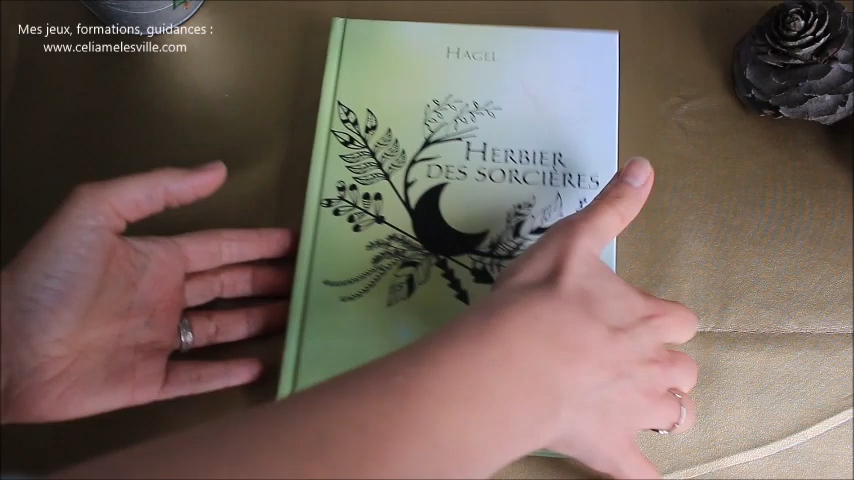 Mes jeux, formations, guidances :
www.celiamelesville.com
HAGEL
HERBIER
DES SORCIÈRES